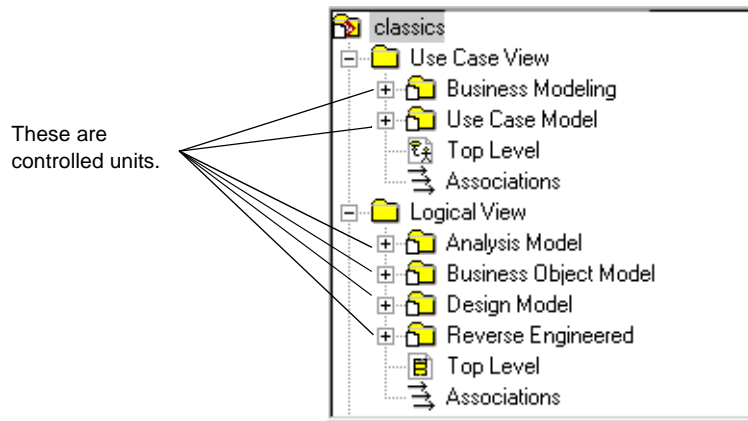 classics
Use Case View
Business Modeling
Use Case Model
Top Level
Associations
These are
controlled units.
Logical View
Analysis Model
Business Object Model
Design Model
Reverse Engineered
Top Level
Associations